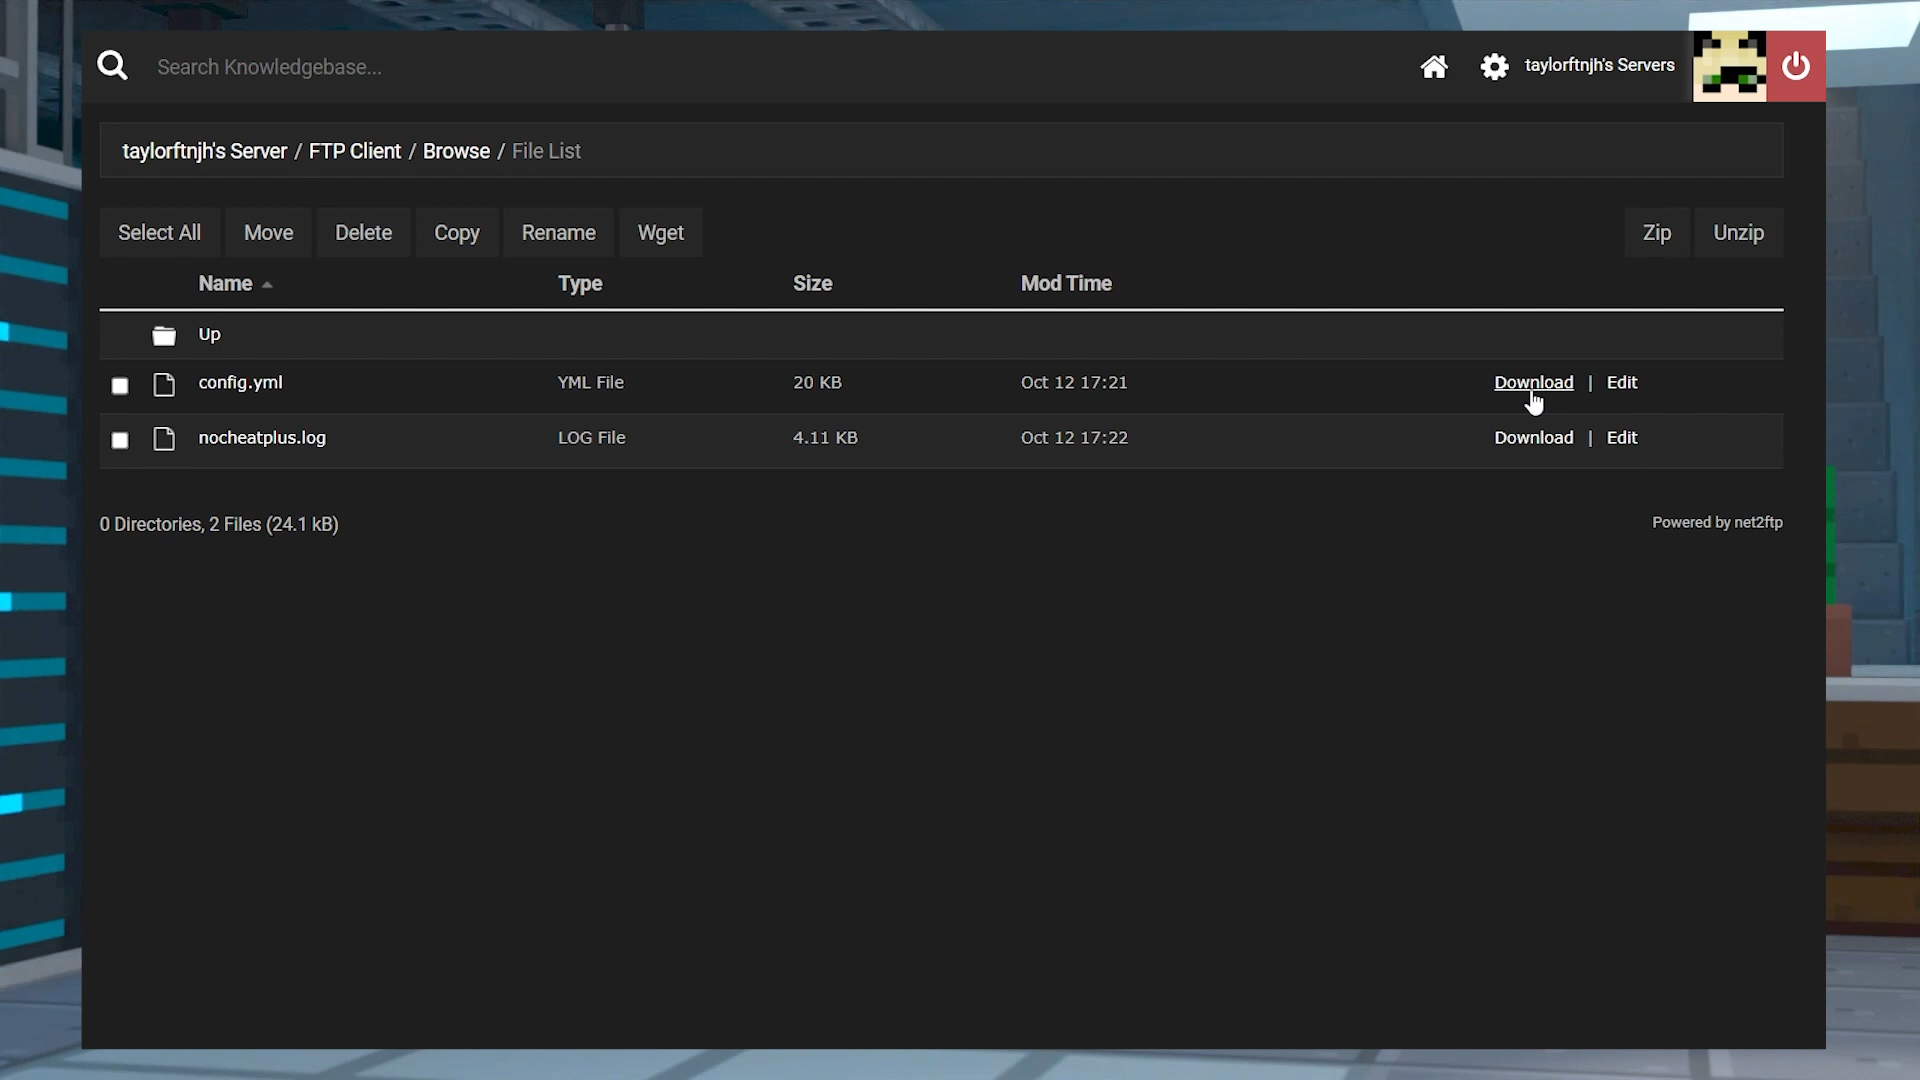 Search Knowledgebase...
taylorftnjh's Servers
taylorftnjh's Server / FTP Client / Browse / File List
Select All Move Delete Copy Rename Wget Zip Unzip
Name Type Size Mod Time
Up
config.yml YML File 20 KB Oct 12 17:21 Download | Edit
nocheatplus.log LOG File 4.11 KB Oct 12 17:22 Download | Edit
0 Directories, 2 Files (24.1 kB)
Powered by net2ftp